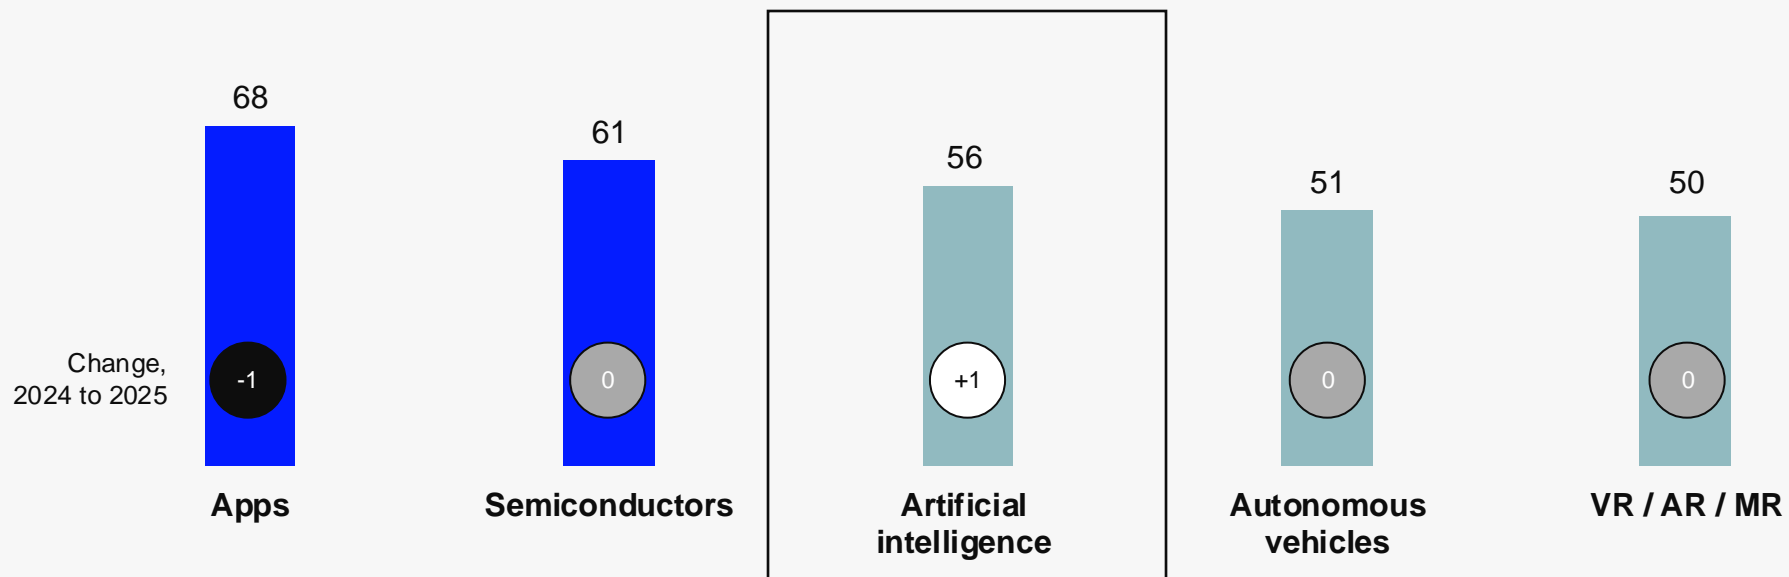 68
61
56
51
50
Change,
2024 to 2025
-1
0
+1
0
0
Apps
Semiconductors
Artificial
intelligence
Autonomous
vehicles
VR / AR / MR